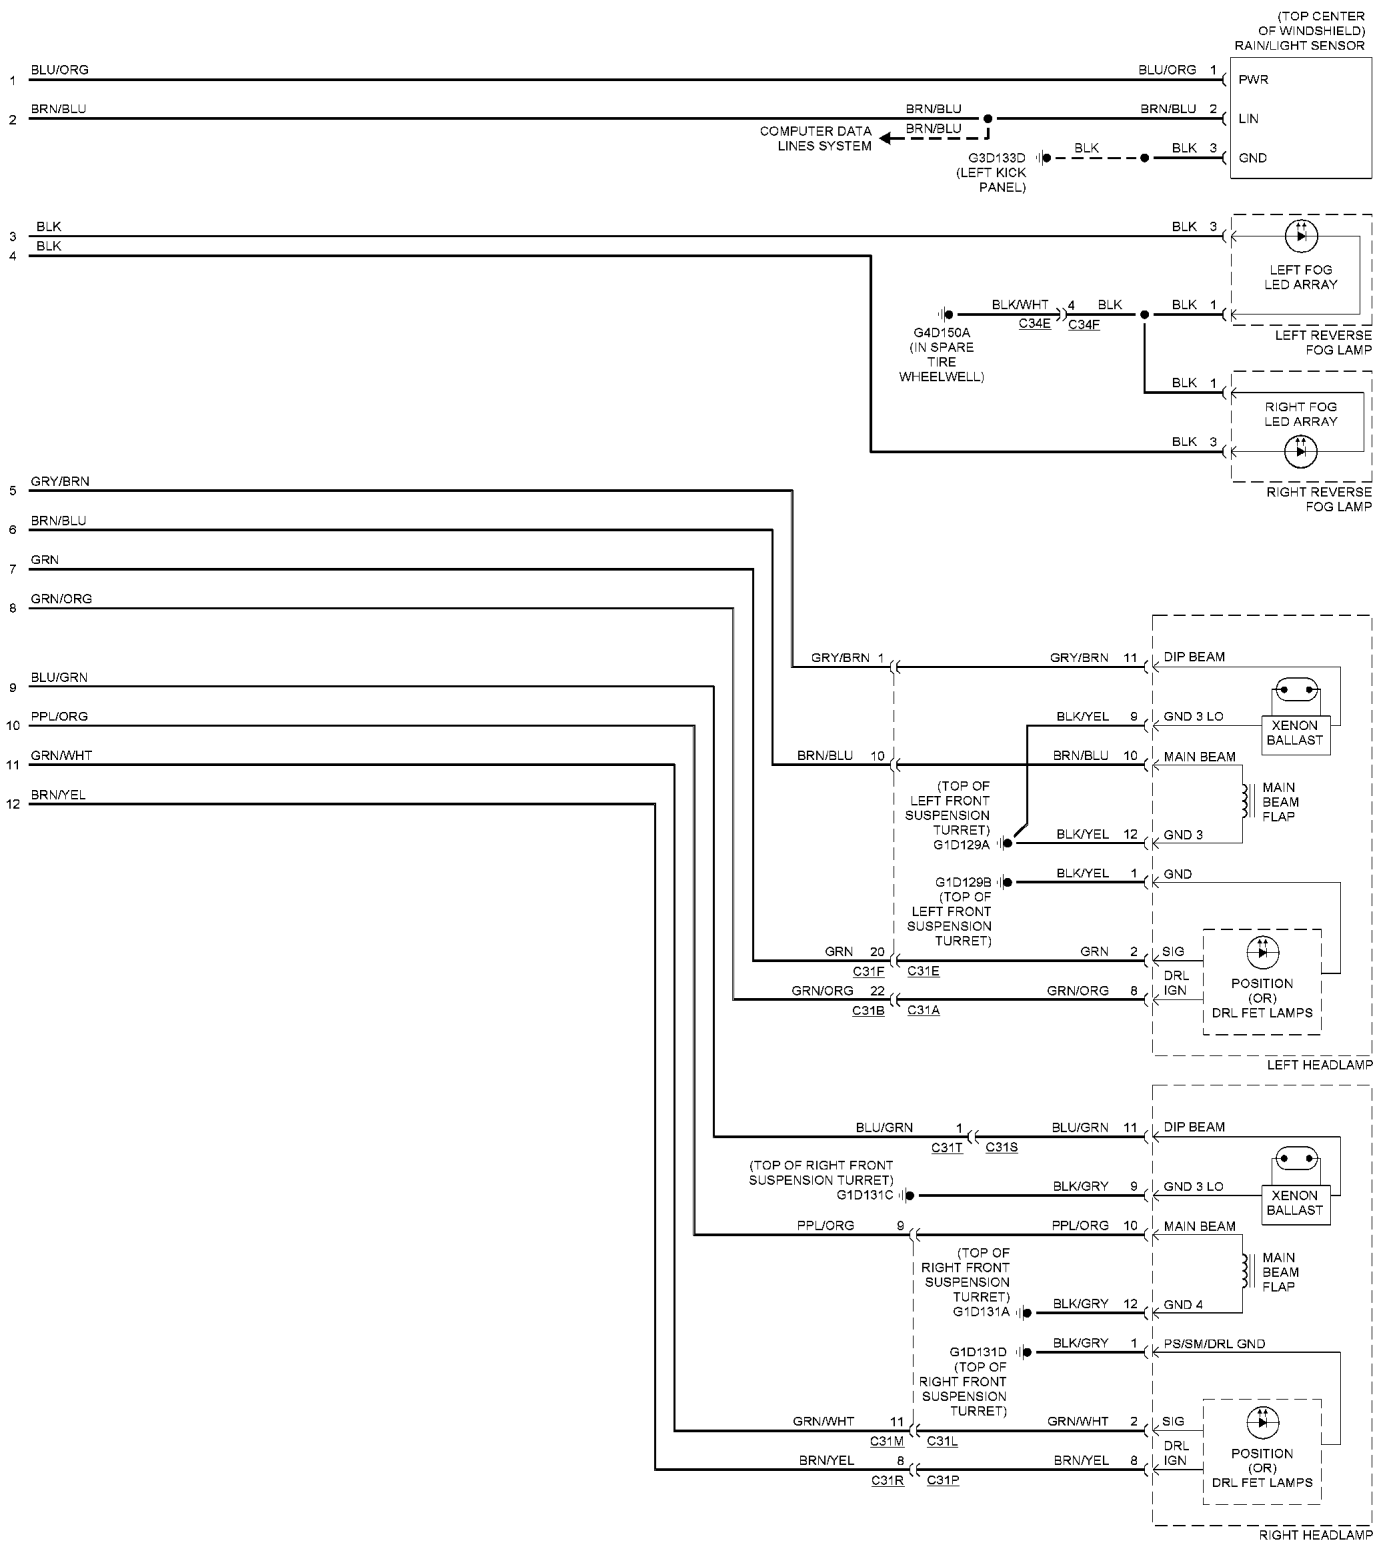 (TOP CENTER
OF WINDSHIELD)
RAIN/LIGHT SENSOR
1 BLU/ORG BLU/ORG 1 PWR
2 BRN/BLU BRN/BLU BRN/BLU 2 LIN
BRN/BLU
COMPUTER DATA
LINES SYSTEM
G3D133D BLK BLK 3 GND
(LEFT KICK
PANEL)
3 BLK BLK 3
4 BLK
LEFT FOG
LED ARRAY
BLK/WHT 4 BLK BLK 1
C34E C34F
G4D150A
(IN SPARE
TIRE
WHEELWELL)
LEFT REVERSE
FOG LAMP
BLK 1
RIGHT FOG
LED ARRAY
BLK 3
RIGHT REVERSE
FOG LAMP
5 GRY/BRN
6 BRN/BLU
7 GRN
8 GRN/ORG
9 BLU/GRN
10 PPL/ORG
11 GRN/WHT
12 BRN/YEL
GRY/BRN 1 GRY/BRN 11 DIP BEAM
BLK/YEL 9 GND 3 LO
XENON
BALLAST
BRN/BLU 10 BRN/BLU 10 MAIN BEAM
MAIN
BEAM
FLAP
(TOP OF
LEFT FRONT
SUSPENSION
TURRET)
G1D129A
BLK/YEL 12 GND 3
BLK/YEL 1 GND
G1D129B
(TOP OF
LEFT FRONT
SUSPENSION
TURRET)
GRN 20 GRN 2 SIG
C31F C31E
GRN/ORG 22 GRN/ORG 8 DRL
IGN
C31B C31A
POSITION
(OR)
DRL FET LAMPS
LEFT HEADLAMP
BLU/GRN 1 BLU/GRN 11 DIP BEAM
C31T C31S
(TOP OF RIGHT FRONT
SUSPENSION TURRET)
G1D131C
BLK/GRY 9 GND 3 LO
XENON
BALLAST
PPL/ORG 9 PPL/ORG 10 MAIN BEAM
MAIN
BEAM
FLAP
(TOP OF
RIGHT FRONT
SUSPENSION
TURRET)
G1D131A
BLK/GRY 12 GND 4
BLK/GRY 1 PS/SM/DRL GND
G1D131D
(TOP OF
RIGHT FRONT
SUSPENSION
TURRET)
GRN/WHT 11 GRN/WHT 2 SIG
C31M C31L
BRN/YEL 8 BRN/YEL 8 DRL
IGN
C31R C31P
POSITION
(OR)
DRL FET LAMPS
RIGHT HEADLAMP